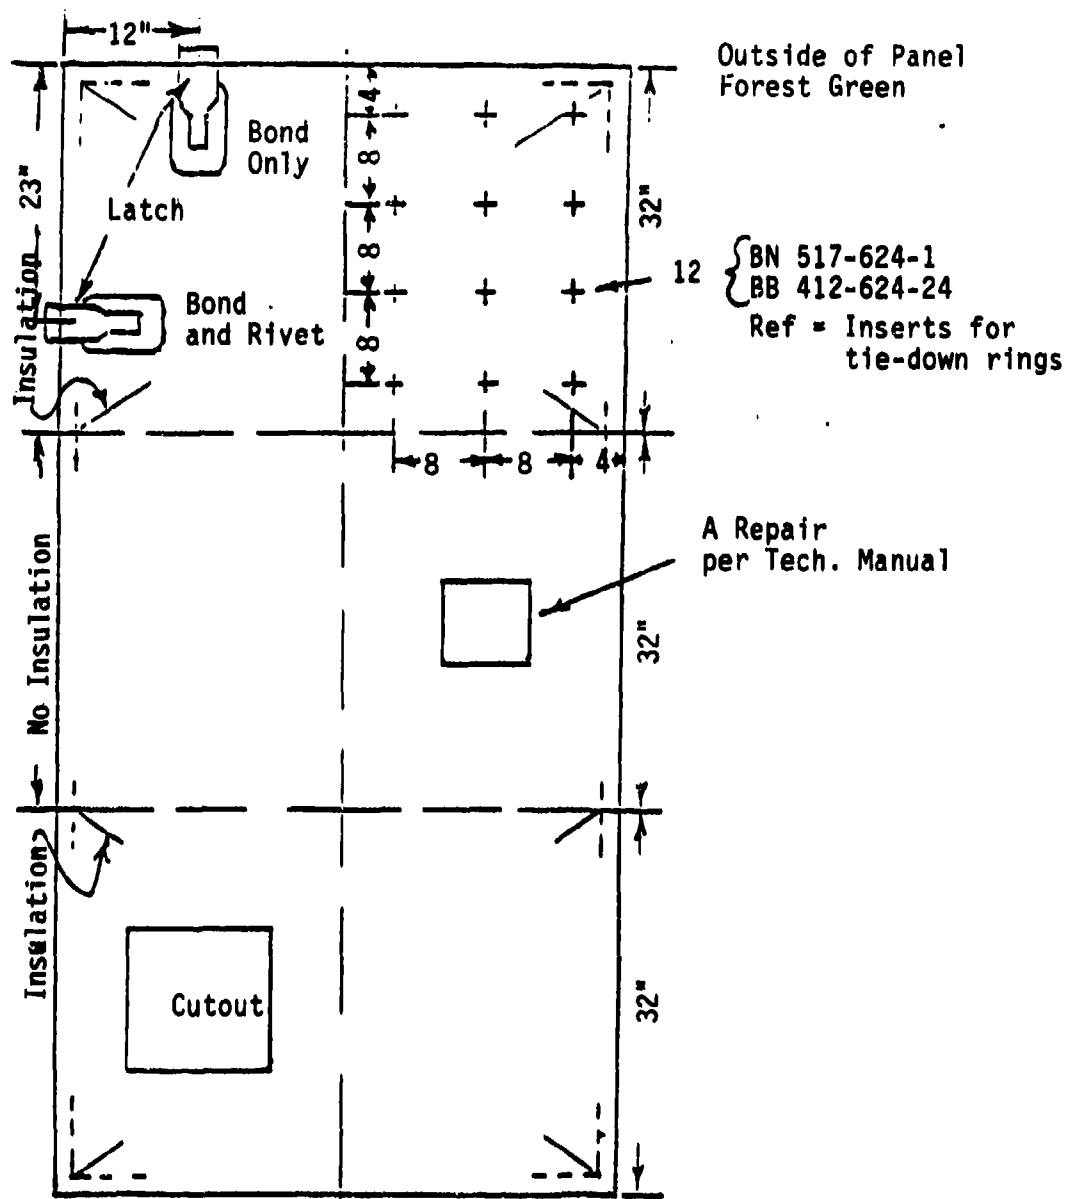 12"
Outside of Panel
Forest Green
4
Bond
Only
8
23"
Latch
32"
8
12 { BN 517-624-1
BB 412-624-24
Bond
and Rivet
Ref = Inserts for
tie-down rings
Insulation
8
8 8 4
A Repair
per Tech. Manual
No Insulation
32"
Insulation
Cutout
32"